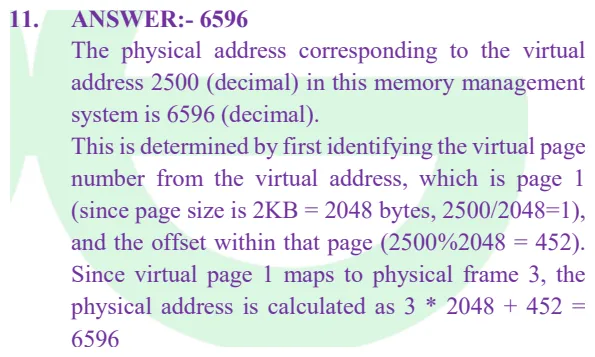 11. ANSWER:- 6596
The physical address corresponding to the virtual
address 2500 (decimal) in this memory management
system is 6596 (decimal).
This is determined by first identifying the virtual page
number from the virtual address, which is page 1
(since page size is 2KB = 2048 bytes, 2500/2048=1),
and the offset within that page (2500%2048 = 452).
Since virtual page 1 maps to physical frame 3, the
physical address is calculated as 3 * 2048 + 452 =
6596